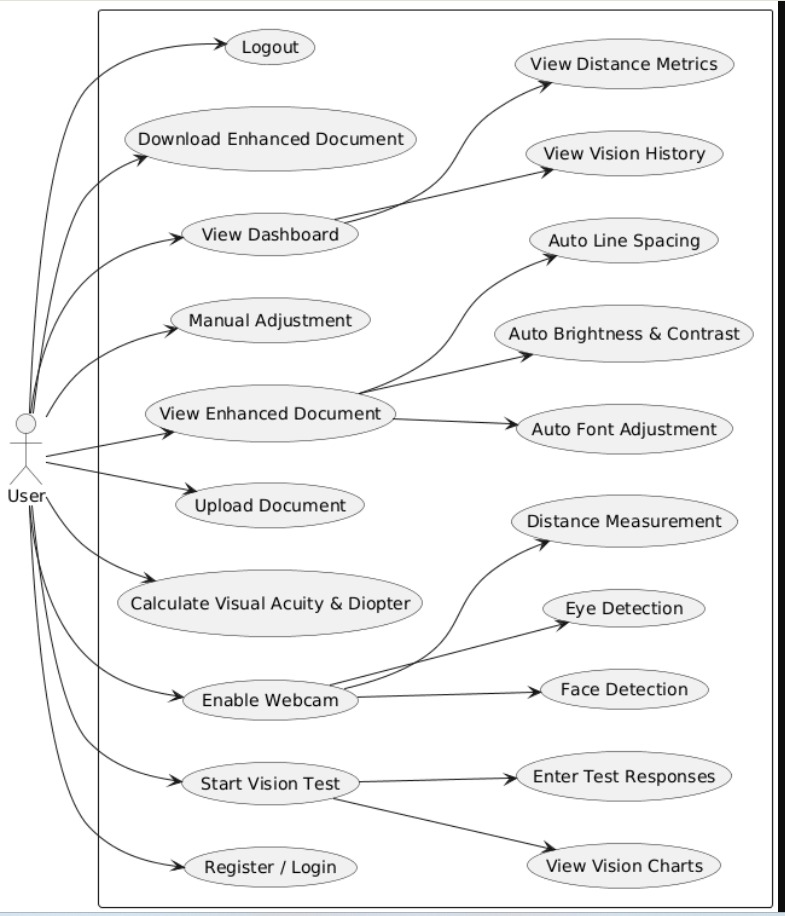 Logout
Download Enhanced Document
View Dashboard
Manual Adjustment
View Enhanced Document
Upload Document
Calculate Visual Acuity & Diopter
Enable Webcam
Start Vision Test
Register / Login
User
View Distance Metrics
View Vision History
Auto Line Spacing
Auto Brightness & Contrast
Auto Font Adjustment
Distance Measurement
Eye Detection
Face Detection
Enter Test Responses
View Vision Charts